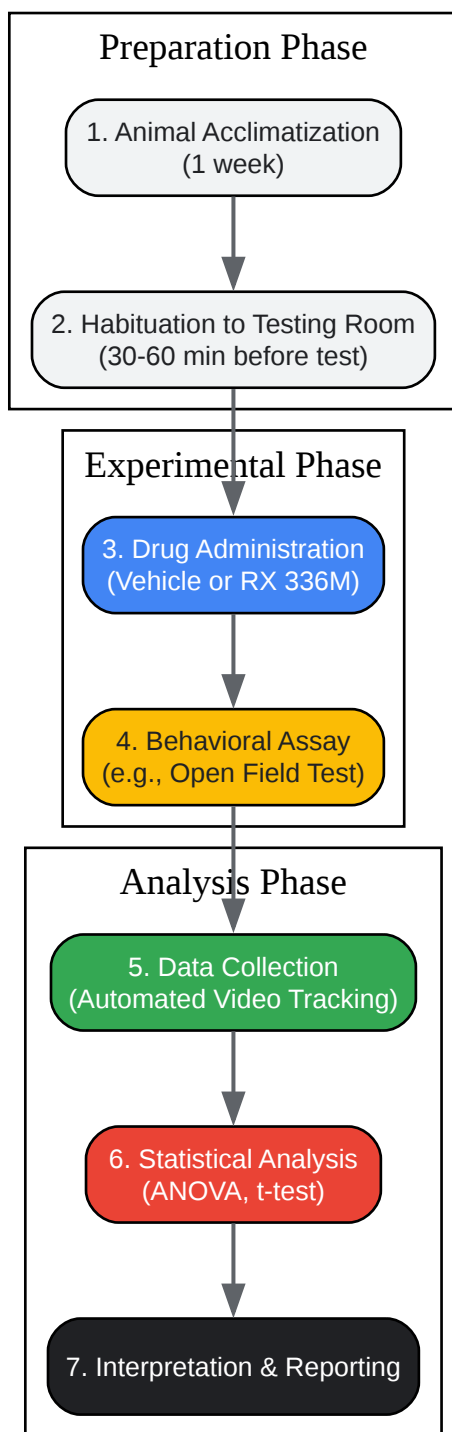 Preparation Phase
1. Animal Acclimatization
(1 week)
2. Habituation to Testing Room
(30-60 min before test)
Experimental Phase
3. Drug Administration
(Vehicle or RX 336M)
4. Behavioral Assay
(e.g., Open Field Test)
Analysis Phase
5. Data Collection
(Automated Video Tracking)
6. Statistical Analysis
(ANOVA, t-test)
7. Interpretation & Reporting